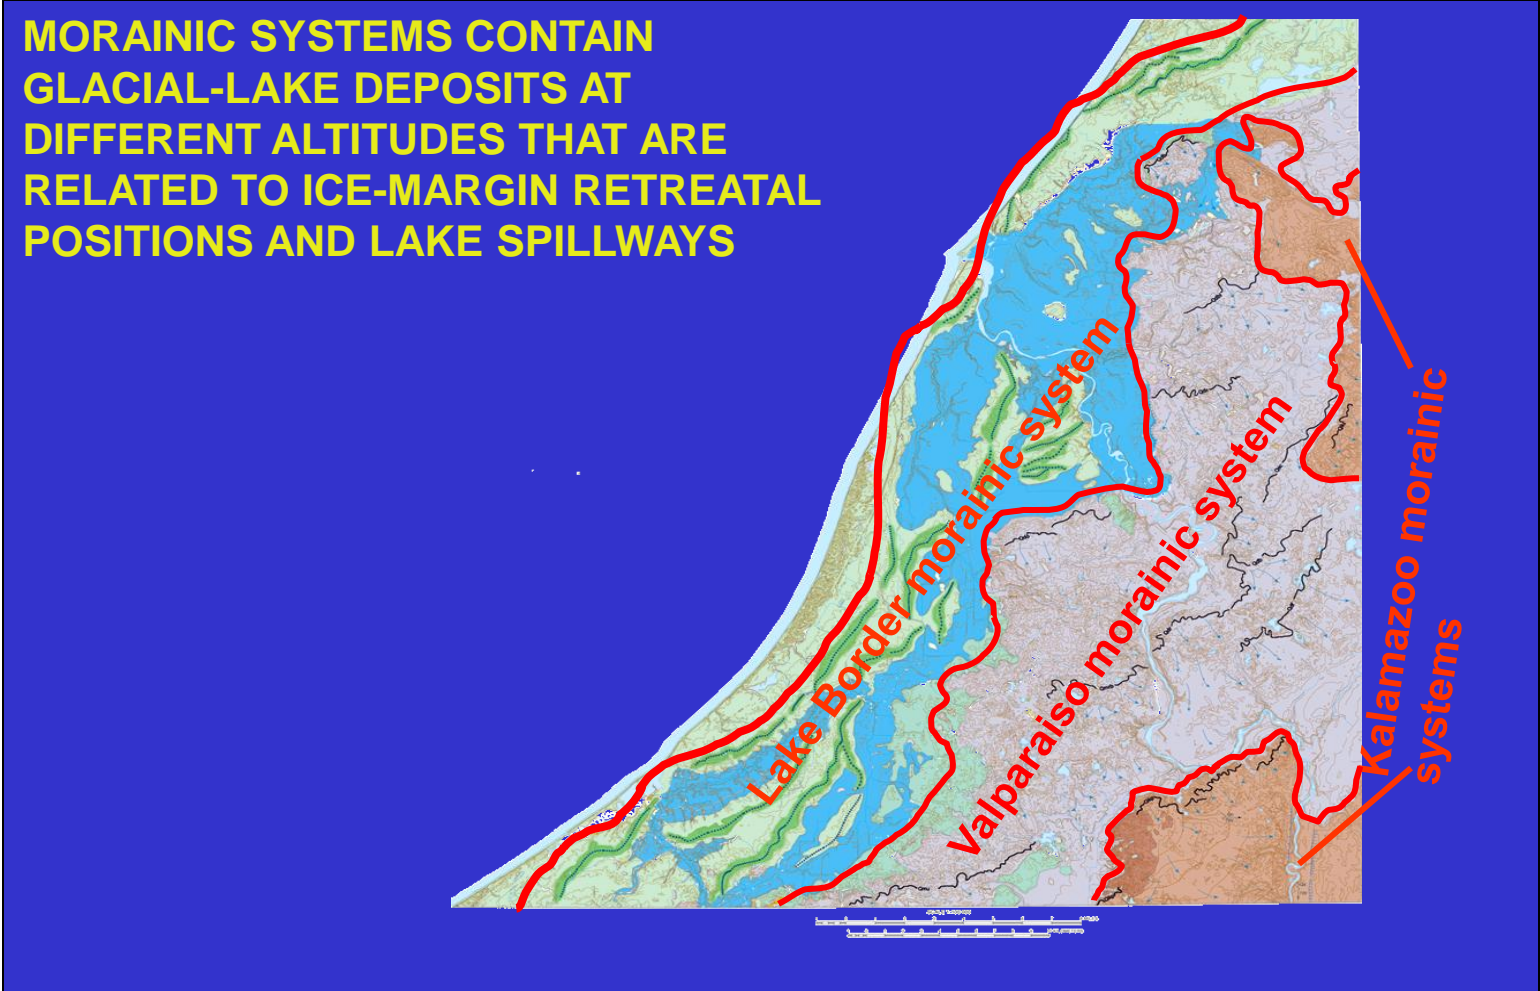 MORAINIC SYSTEMS CONTAIN
GLACIAL-LAKE DEPOSITS AT
DIFFERENT ALTITUDES THAT ARE
RELATED TO ICE-MARGIN RETREATAL
POSITIONS AND LAKE SPILLWAYS
Lake Border morainic system
Valparaiso morainic system
Kalamazoo morainic
systems